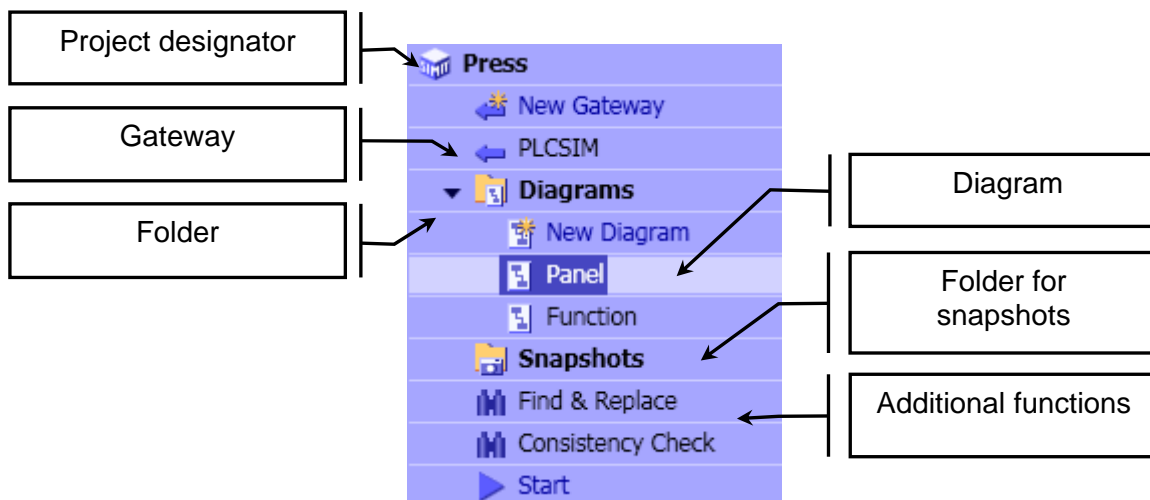 Project designator
Gateway
Folder
Press
New Gateway
PLCSIM
Diagrams
New Diagram
Panel
Function
Snapshots
Find & Replace
Consistency Check
Start
Diagram
Folder for
snapshots
Additional functions